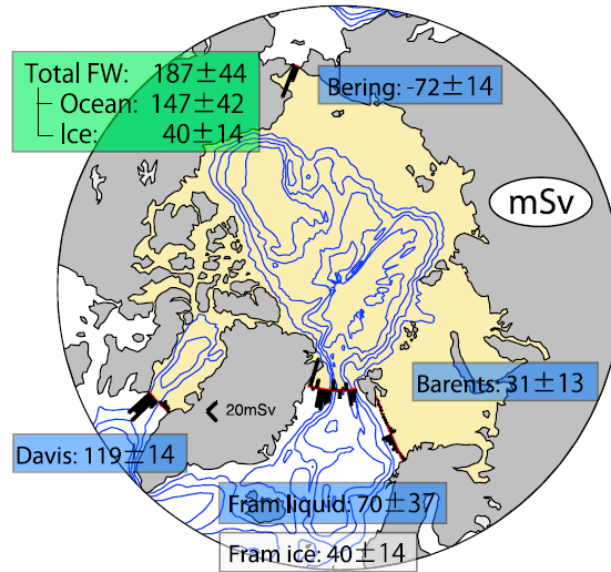 Total FW: 187±44
Ocean: 147±42
Ice: 40±14
Bering: -72±14
mSv
Barents: 31±13
20mSv
Davis: 119±14
Fram liquid: 70±37
Fram ice: 40±14